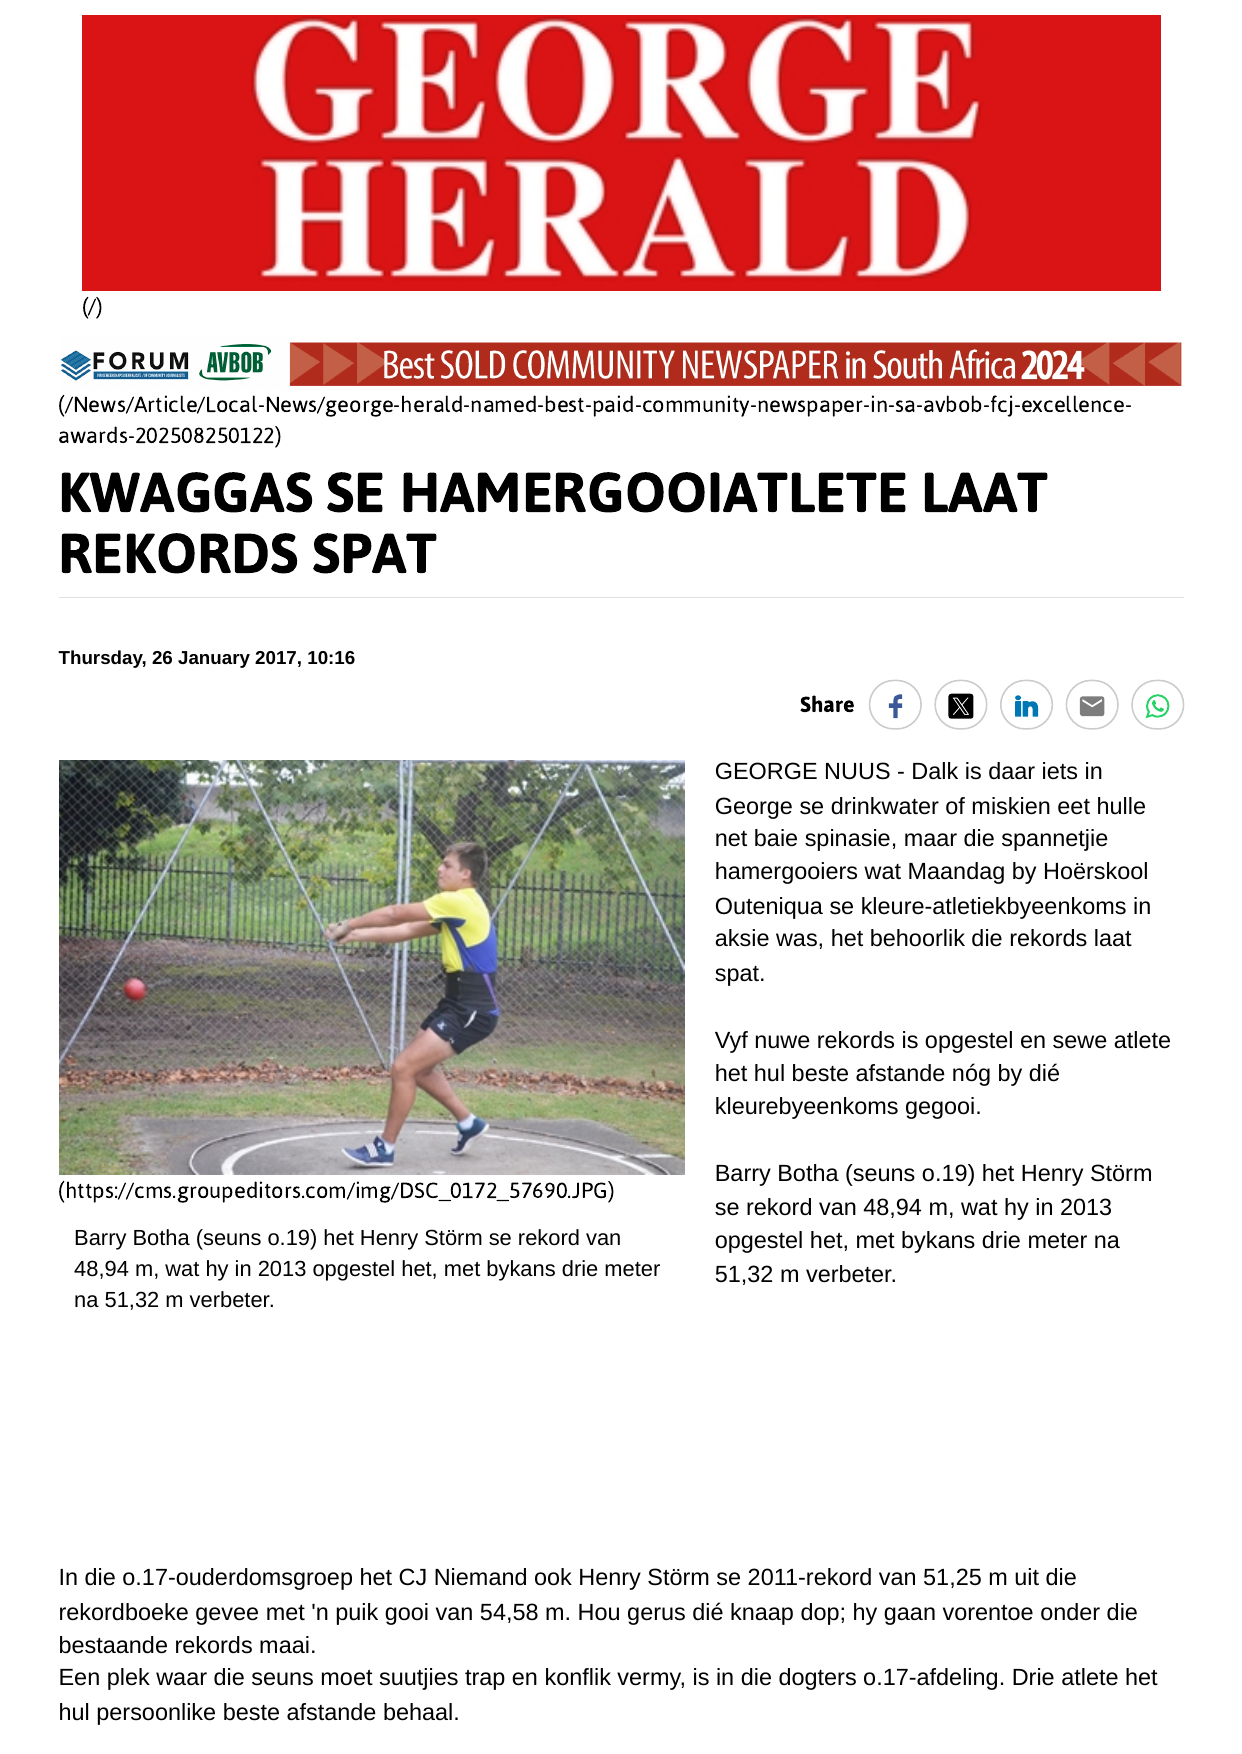 GEORGE
HERALD
(/)
FORUM AVBOB Best SOLD COMMUNITY NEWSPAPER in South Africa 2024
(/News/Article/Local-News/george-herald-named-best-paid-community-newspaper-in-sa-avbob-fcj-excellence-
awards-202508250122)
KWAGGAS SE HAMERGOOIATLETE LAAT
REKORDS SPAT
Thursday, 26 January 2017, 10:16
Share
GEORGE NUUS - Dalk is daar iets in
George se drinkwater of miskien eet hulle
net baie spinasie, maar die spannetjie
hamergooiers wat Maandag by Hoërskool
Outeniqua se kleure-atletiekbyeenkoms in
aksie was, het behoorlik die rekords laat
spat.
Vyf nuwe rekords is opgestel en sewe atlete
het hul beste afstande nóg by dié
kleurebyeenkoms gegooi.
Barry Botha (seuns o.19) het Henry Störm
se rekord van 48,94 m, wat hy in 2013
opgestel het, met bykans drie meter na
51,32 m verbeter.
(https://cms.groupeditors.com/img/DSC_0172_57690.JPG)
Barry Botha (seuns o.19) het Henry Störm se rekord van
48,94 m, wat hy in 2013 opgestel het, met bykans drie meter
na 51,32 m verbeter.
In die o.17-ouderdomsgroep het CJ Niemand ook Henry Störm se 2011-rekord van 51,25 m uit die
rekordboeke gevee met 'n puik gooi van 54,58 m. Hou gerus dié knaap dop; hy gaan vorentoe onder die
bestaande rekords maai.
Een plek waar die seuns moet suutjies trap en konflik vermy, is in die dogters o.17-afdeling. Drie atlete het
hul persoonlike beste afstande behaal.